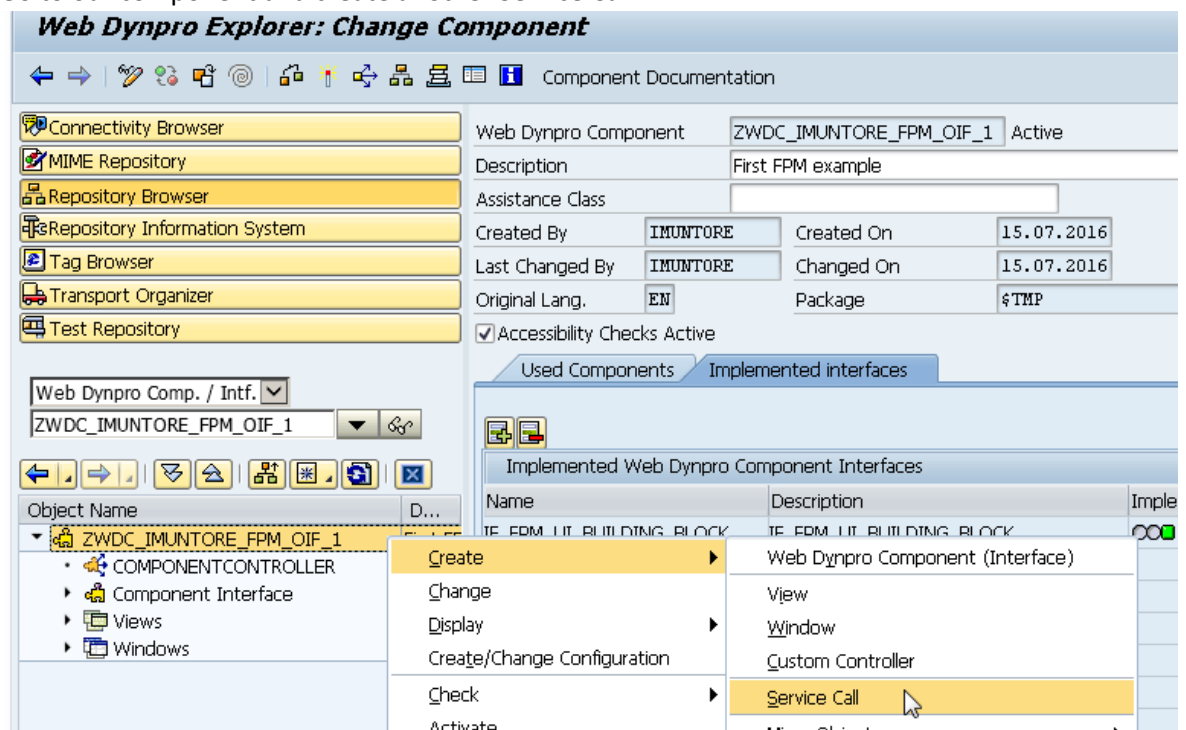 Web Dynpro Explorer: Change Component
Component Documentation
Connectivity Browser
MIME Repository
Repository Browser
Repository Information System
Tag Browser
Transport Organizer
Test Repository
Web Dynpro Comp. / Intf.
ZWDC_IMUNTORE_FPM_OIF_1
Object Name D...
ZWDC_IMUNTORE_FPM_OIF_1
COMPONENTCONTROLLER
Component Interface
Views
Windows
Web Dynpro Component ZWDC_IMUNTORE_FPM_OIF_1 Active
Description First FPM example
Assistance Class
Created By IMUNTORE Created On 15.07.2016
Last Changed By IMUNTORE Changed On 15.07.2016
Original Lang. EN Package $TMP
Accessibility Checks Active
Used Components Implemented interfaces
Implemented Web Dynpro Component Interfaces
Name Description Imple
IF_FPM_UI_BUILDING_BLOCK IF_FPM_UI_BUILDING_BLOCK
Create
Change
Display
Create/Change Configuration
Check
Activate
Web Dynpro Component (Interface)
View
Window
Custom Controller
Service Call